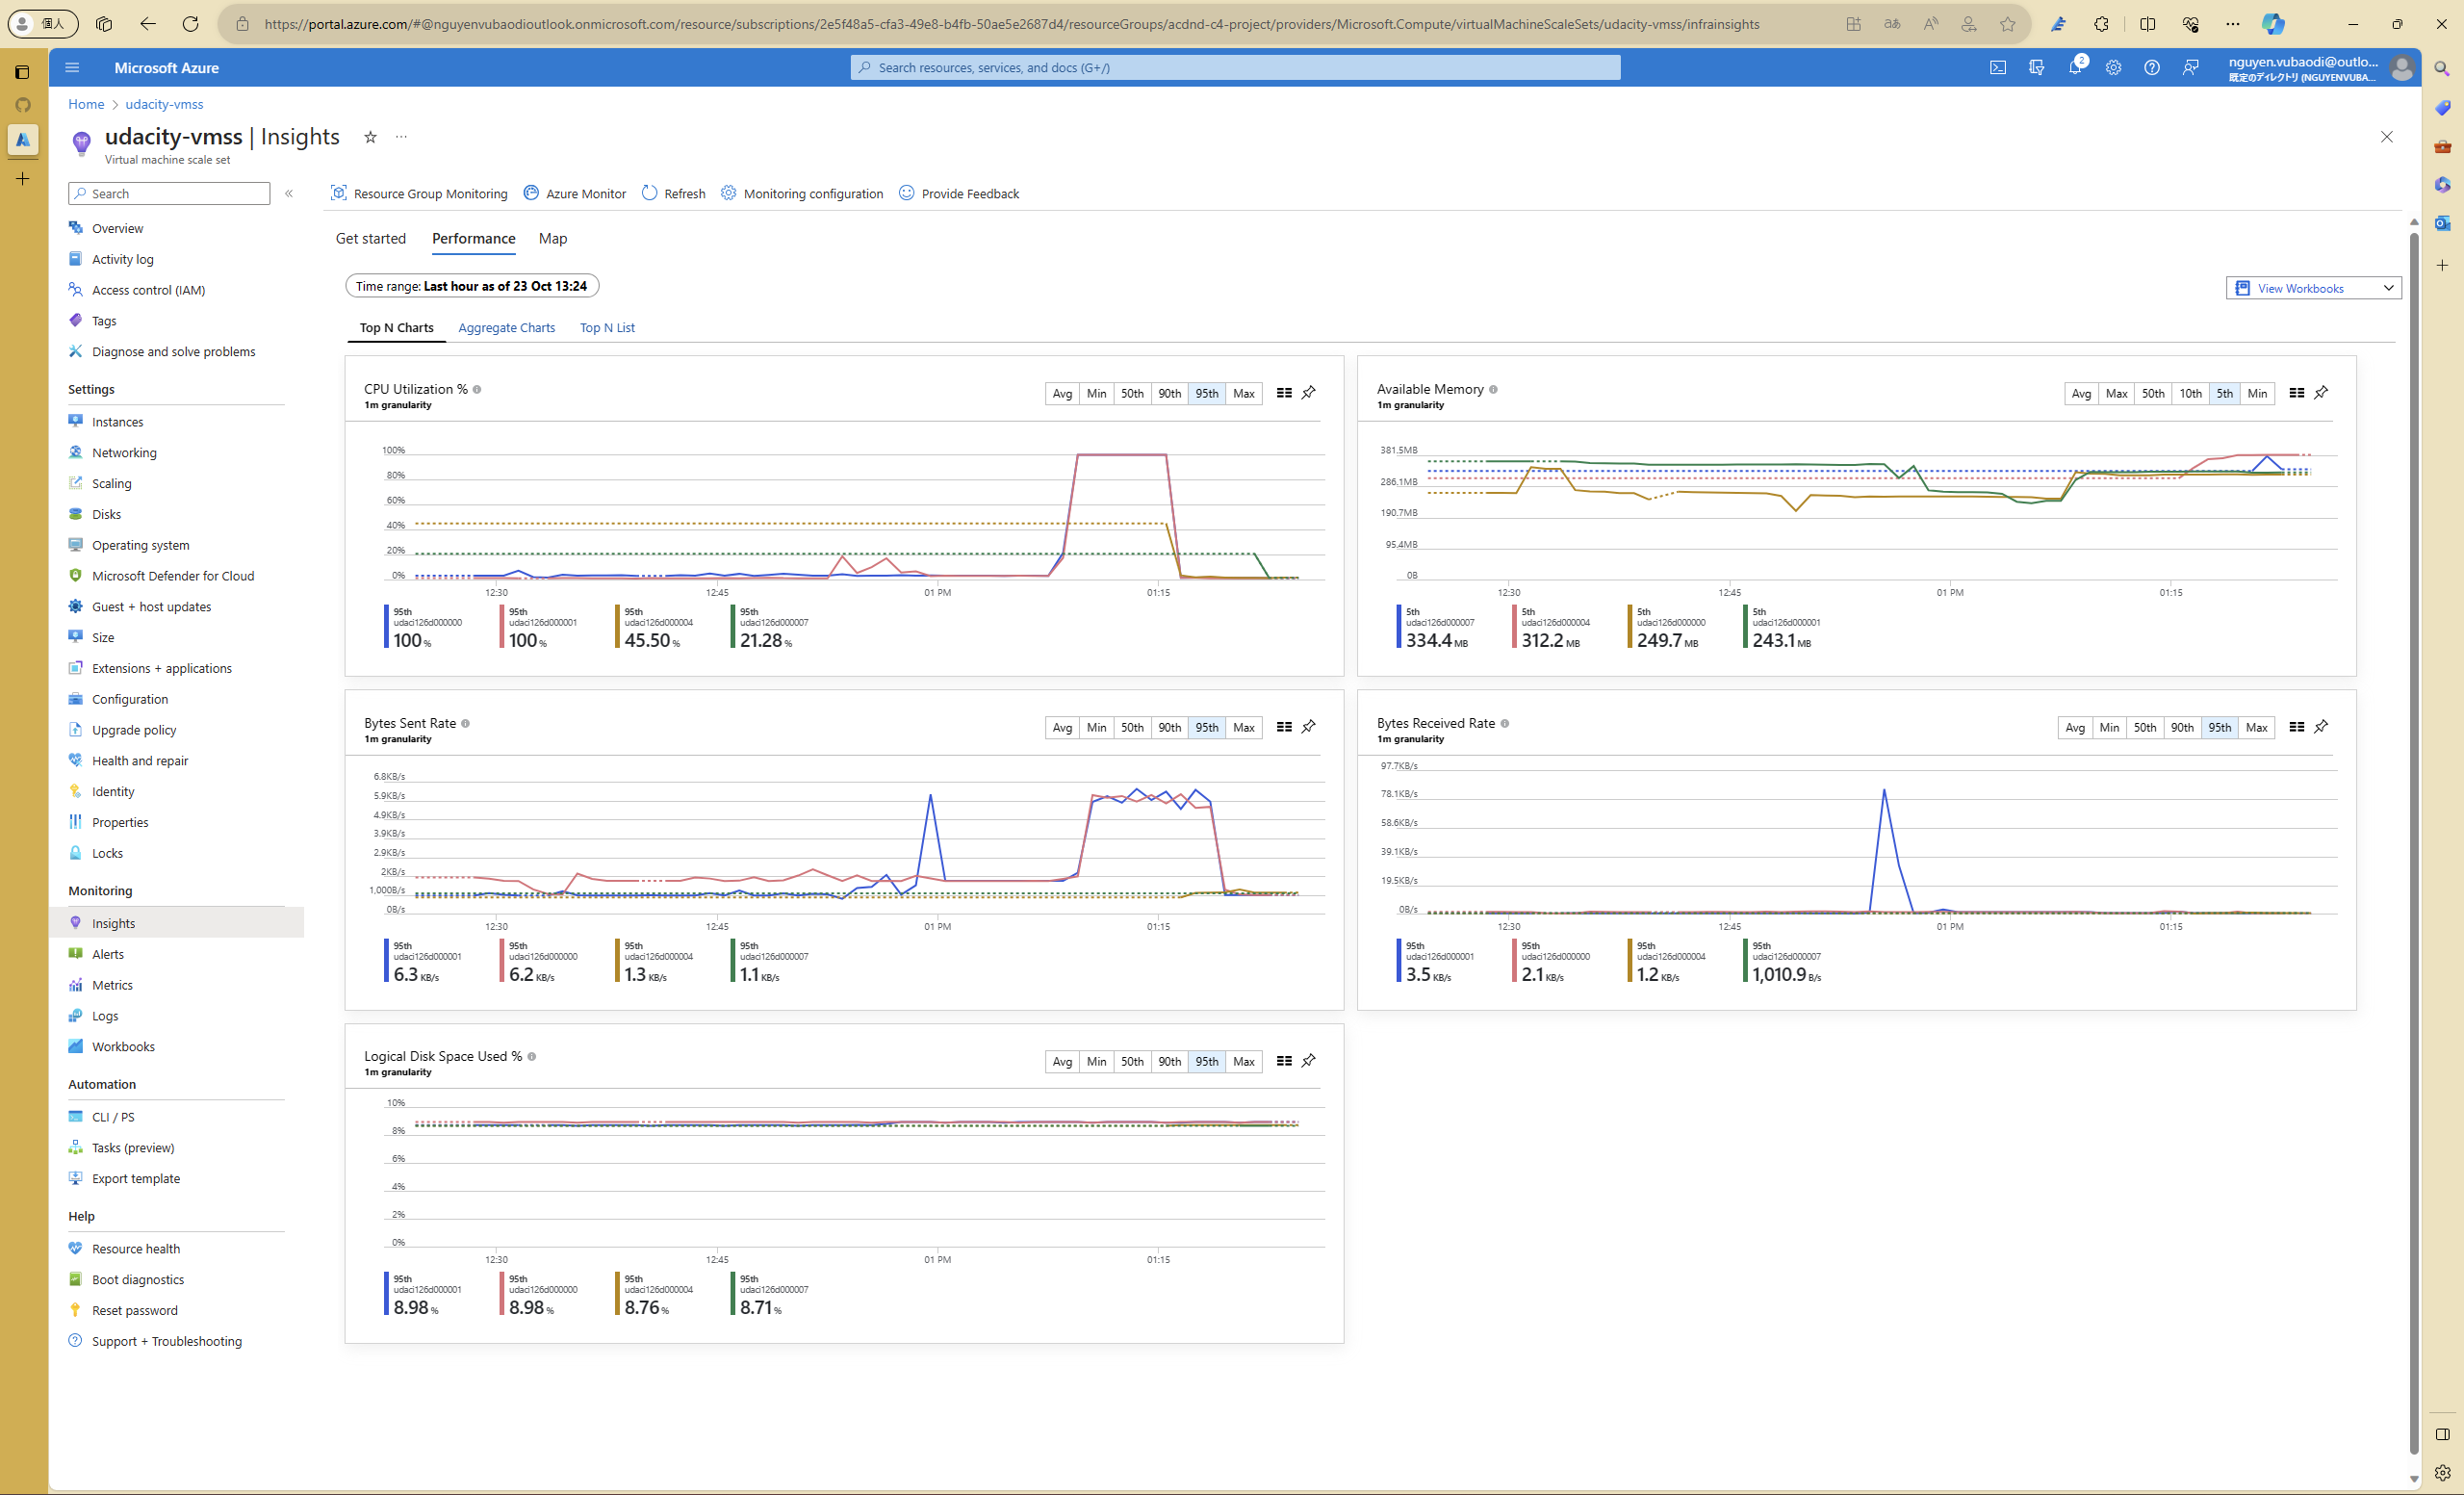 個人
https://portal.azure.com/#@nguyenvubaodioutlook.onmicrosoft.com/resource/subscriptions/2e5f48a5-cfa3-49e8-b4fb-50ae5e2687d4/resourceGroups/acdnd-c4-project/providers/Microsoft.Compute/virtualMachineScaleSets/udacity-vmss/infrainsights
Microsoft Azure
Search resources, services, and docs (G+/)
2
nguyen.vubaodi@outlo...
既定のディレクトリ (NGUYENVUBA...
Home > udacity-vmss
udacity-vmss | Insights
Virtual machine scale set
Search
Resource Group Monitoring Azure Monitor Refresh Monitoring configuration Provide Feedback
Overview
Activity log
Access control (IAM)
Tags
Diagnose and solve problems
Settings
Instances
Networking
Scaling
Disks
Operating system
Microsoft Defender for Cloud
Guest + host updates
Size
Extensions + applications
Configuration
Upgrade policy
Health and repair
Identity
Properties
Locks
Monitoring
Insights
Alerts
Metrics
Logs
Workbooks
Automation
CLI / PS
Tasks (preview)
Export template
Help
Resource health
Boot diagnostics
Reset password
Support + Troubleshooting
Get started Performance Map
Time range: Last hour as of 23 Oct 13:24
View Workbooks
Top N Charts Aggregate Charts Top N List
CPU Utilization %
1m granularity
Avg Min 50th 90th 95th Max
100%
80%
60%
40%
20%
0%
12:30 12:45 01 PM 01:15
95th 95th 95th 95th
udaci126d000000 udaci126d000001 udaci126d000004 udaci126d000007
100 % 100 % 45.50 % 21.28 %
Available Memory
1m granularity
Avg Max 50th 10th 5th Min
381.5MB
286.1MB
190.7MB
95.4MB
0B
12:30 12:45 01 PM 01:15
5th 5th 5th 5th
udaci126d000007 udaci126d000004 udaci126d000000 udaci126d000001
334.4 MB 312.2 MB 249.7 MB 243.1 MB
Bytes Sent Rate
1m granularity
Avg Min 50th 90th 95th Max
6.8KB/s
5.9KB/s
4.9KB/s
3.9KB/s
2.9KB/s
2KB/s
1,000B/s
0B/s
12:30 12:45 01 PM 01:15
95th 95th 95th 95th
udaci126d000001 udaci126d000000 udaci126d000004 udaci126d000007
6.3 KB/s 6.2 KB/s 1.3 KB/s 1.1 KB/s
Bytes Received Rate
1m granularity
Avg Min 50th 90th 95th Max
97.7KB/s
78.1KB/s
58.6KB/s
39.1KB/s
19.5KB/s
0B/s
12:30 12:45 01 PM 01:15
95th 95th 95th 95th
udaci126d000001 udaci126d000000 udaci126d000004 udaci126d000007
3.5 KB/s 2.1 KB/s 1.2 KB/s 1,010.9 B/s
Logical Disk Space Used %
1m granularity
Avg Min 50th 90th 95th Max
10%
8%
6%
4%
2%
0%
12:30 12:45 01 PM 01:15
95th 95th 95th 95th
udaci126d000001 udaci126d000000 udaci126d000004 udaci126d000007
8.98 % 8.98 % 8.76 % 8.71 %